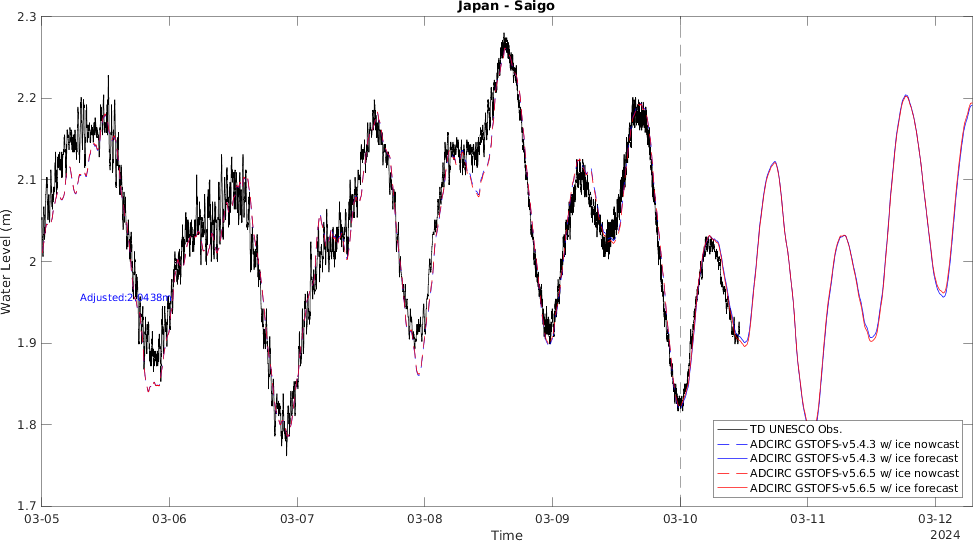 Japan - Saigo
Water Level (m)
2.3
2.2
2.1
2
1.9
1.8
1.7
Adjusted:2.0438m
TD UNESCO Obs.
ADCIRC GSTOFS-v5.4.3 w/ ice nowcast
ADCIRC GSTOFS-v5.4.3 w/ ice forecast
ADCIRC GSTOFS-v5.6.5 w/ ice nowcast
ADCIRC GSTOFS-v5.6.5 w/ ice forecast
03-05 03-06 03-07 03-08 03-09 03-10 03-11 03-12
Time
2024